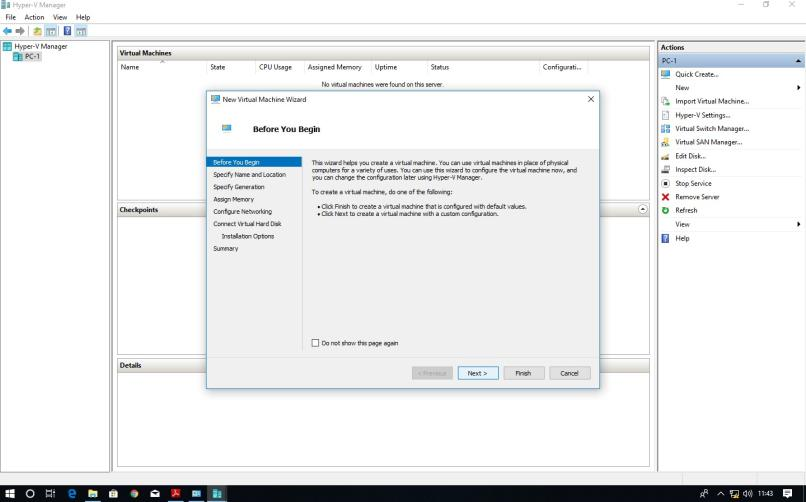 Hyper-V Manager
File Action View Help
Hyper-V Manager
PC-1
Virtual Machines
Name State CPU Usage Assigned Memory Uptime Status Configurati...
No virtual machines were found on this server.
New Virtual Machine Wizard
Before You Begin
Before You Begin
Specify Name and Location
Specify Generation
Assign Memory
Configure Networking
Connect Virtual Hard Disk
Installation Options
Summary
This wizard helps you create a virtual machine. You can use virtual machines in place of physical
computers for a variety of uses. You can use this wizard to configure the virtual machine now, and
you can change the configuration later using Hyper-V Manager.
To create a virtual machine, do one of the following:
• Click Finish to create a virtual machine that is configured with default values.
• Click Next to create a virtual machine with a custom configuration.
Do not show this page again
< Previous Next > Finish Cancel
Checkpoints
Details
Actions
PC-1
Quick Create...
New
Import Virtual Machine...
Hyper-V Settings...
Virtual Switch Manager...
Virtual SAN Manager...
Edit Disk...
Inspect Disk...
Stop Service
Remove Server
Refresh
View
Help
11:43